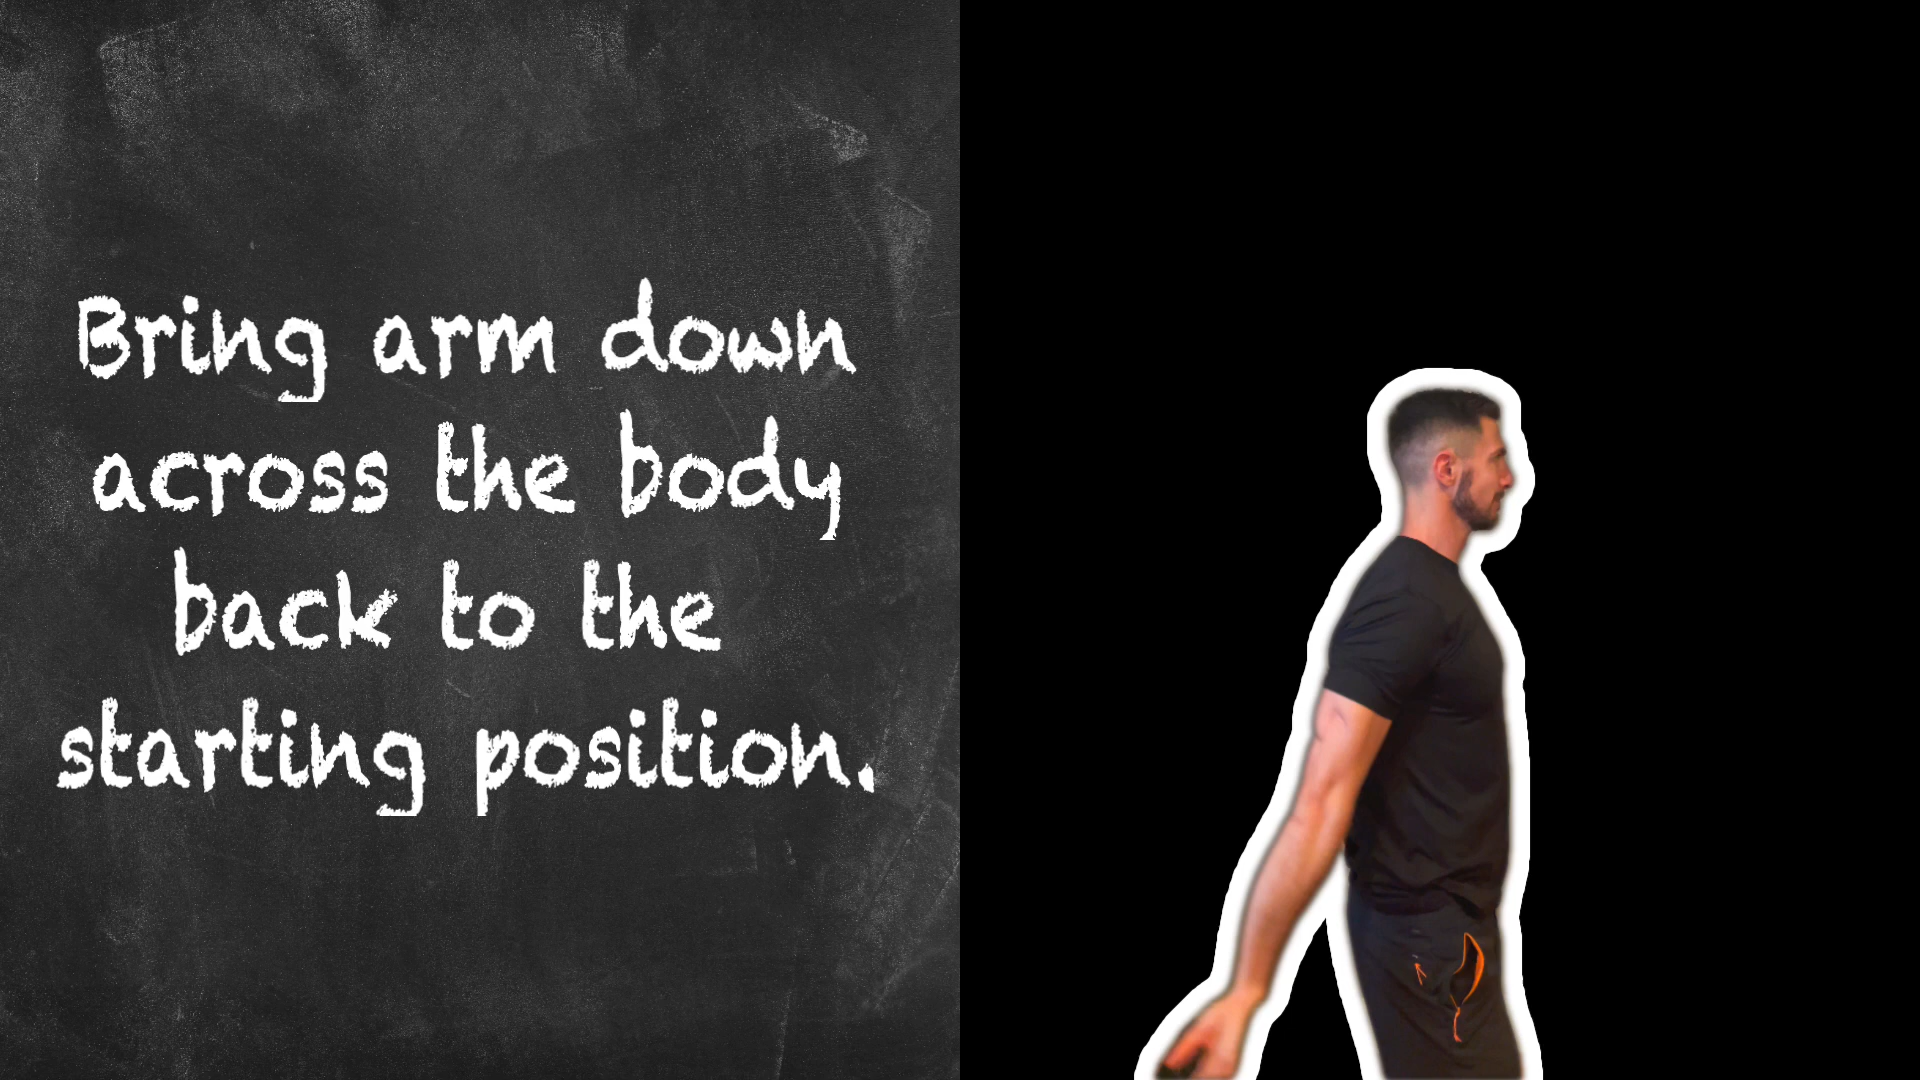 Bring arm down
across the body
back to the
starting position.